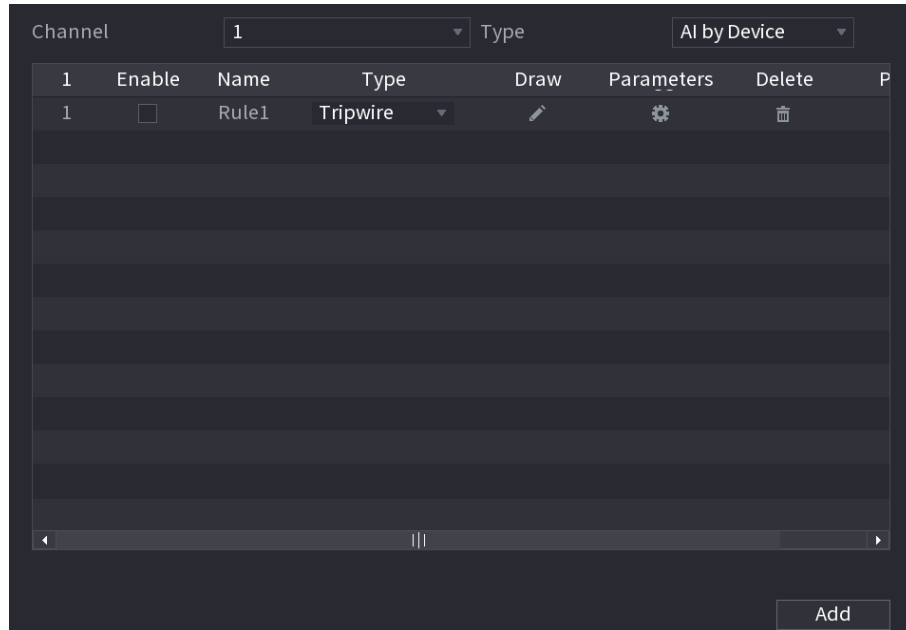 Channel 1 Type AI by Device
1 Enable Name Type Draw Parameters Delete P
1 Rule1 Tripwire
Add